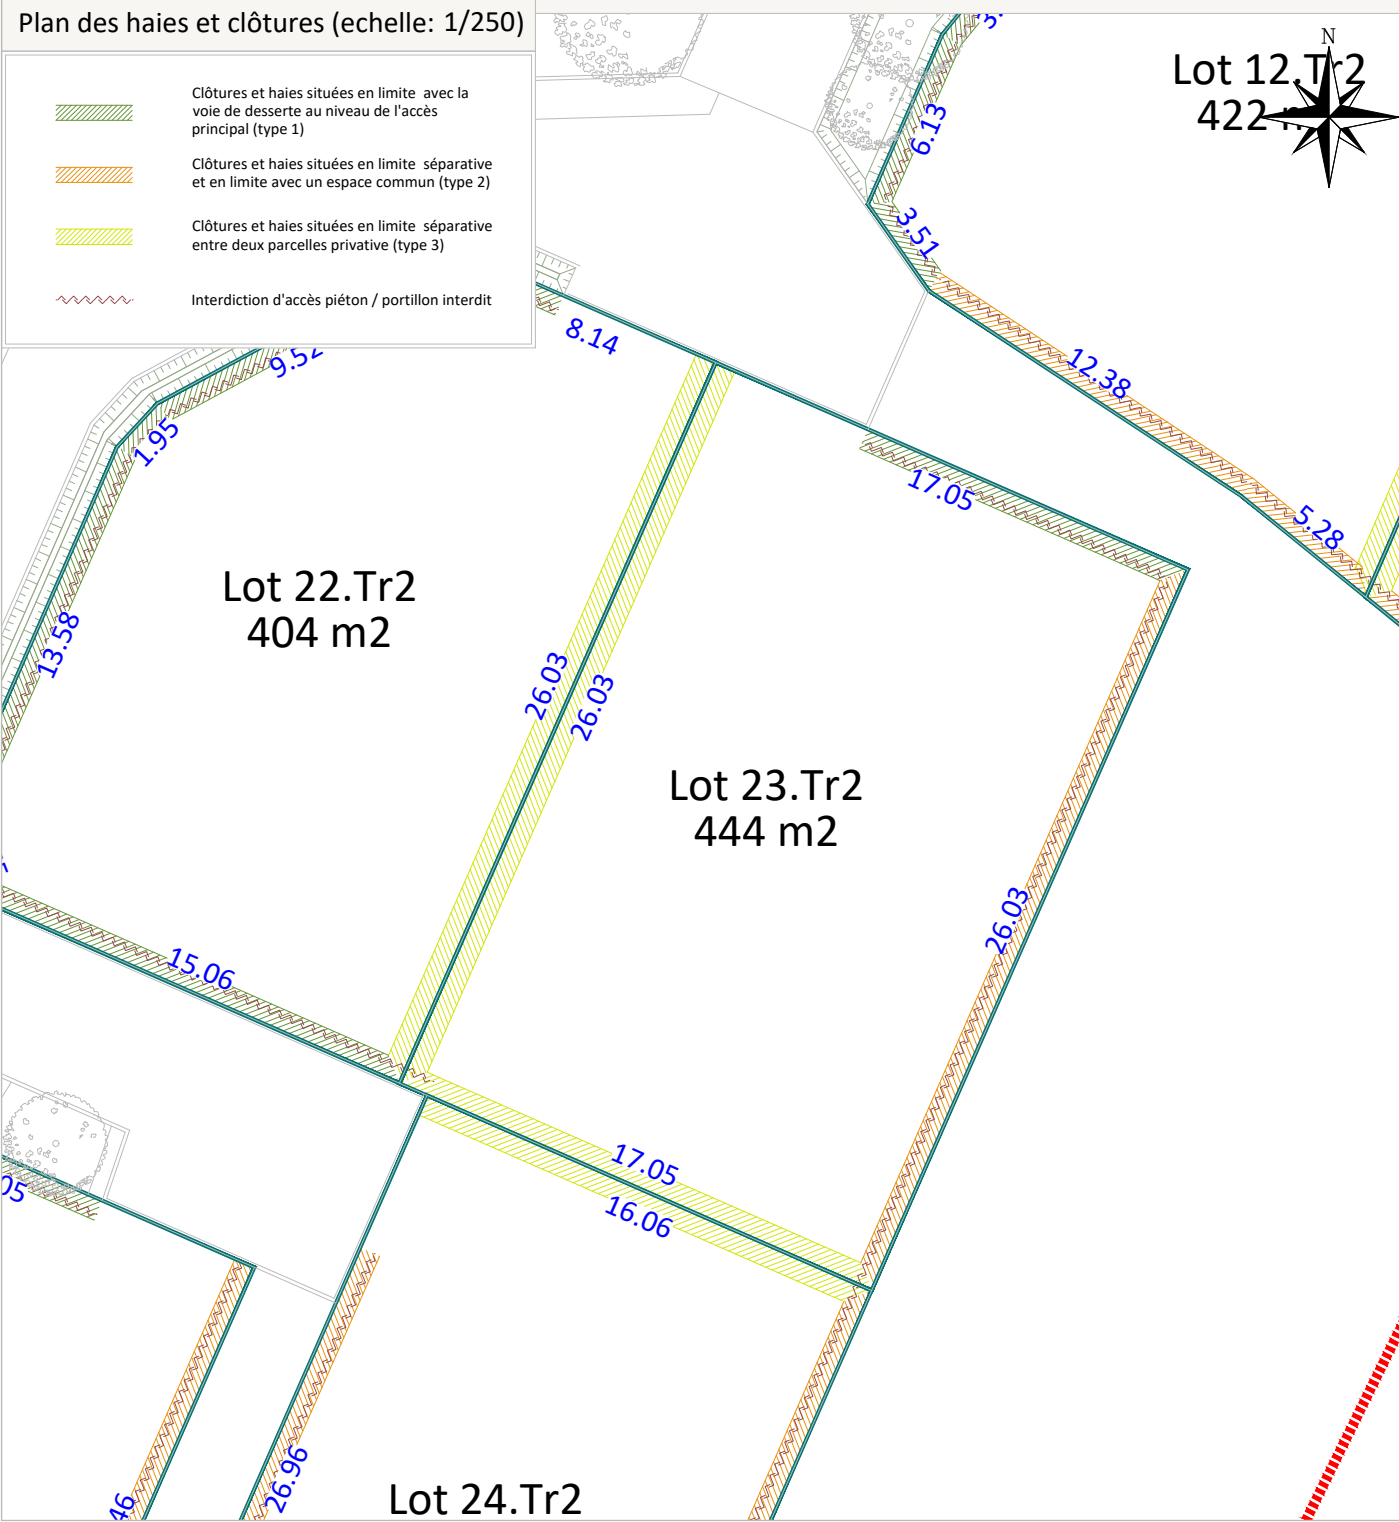 Plan des haies et clôtures (echelle: 1/250)
Clôtures et haies situées en limite avec la
voie de desserte au niveau de l'accès
principal (type 1)
Clôtures et haies situées en limite séparative
et en limite avec un espace commun (type 2)
Clôtures et haies situées en limite séparative
entre deux parcelles privative (type 3)
Interdiction d'accès piéton / portillon interdit
N
Lot 12.Tr2
422
6.13
3.51
8.14
9.52
12.38
1.95
17.05
5.28
Lot 22.Tr2
404 m2
13.58
26.03
26.03
Lot 23.Tr2
444 m2
26.03
15.06
17.05
16.06
05
26.96
46
Lot 24.Tr2